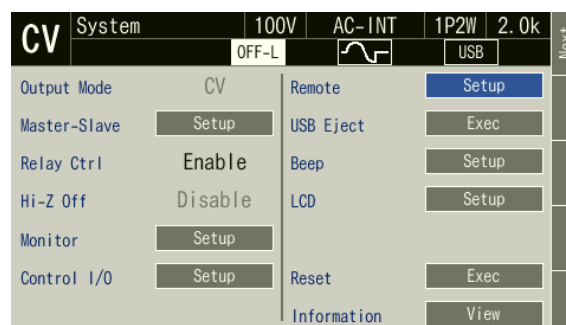 CV System 100V AC-INT 1P2W 2.0k
OFF-L USB
Next
Output Mode CV
Master-Slave Setup
Relay Ctrl Enable
Hi-Z Off Disable
Monitor Setup
Control I/O Setup
Remote Setup
USB Eject Exec
Beep Setup
LCD Setup
Reset Exec
Information View